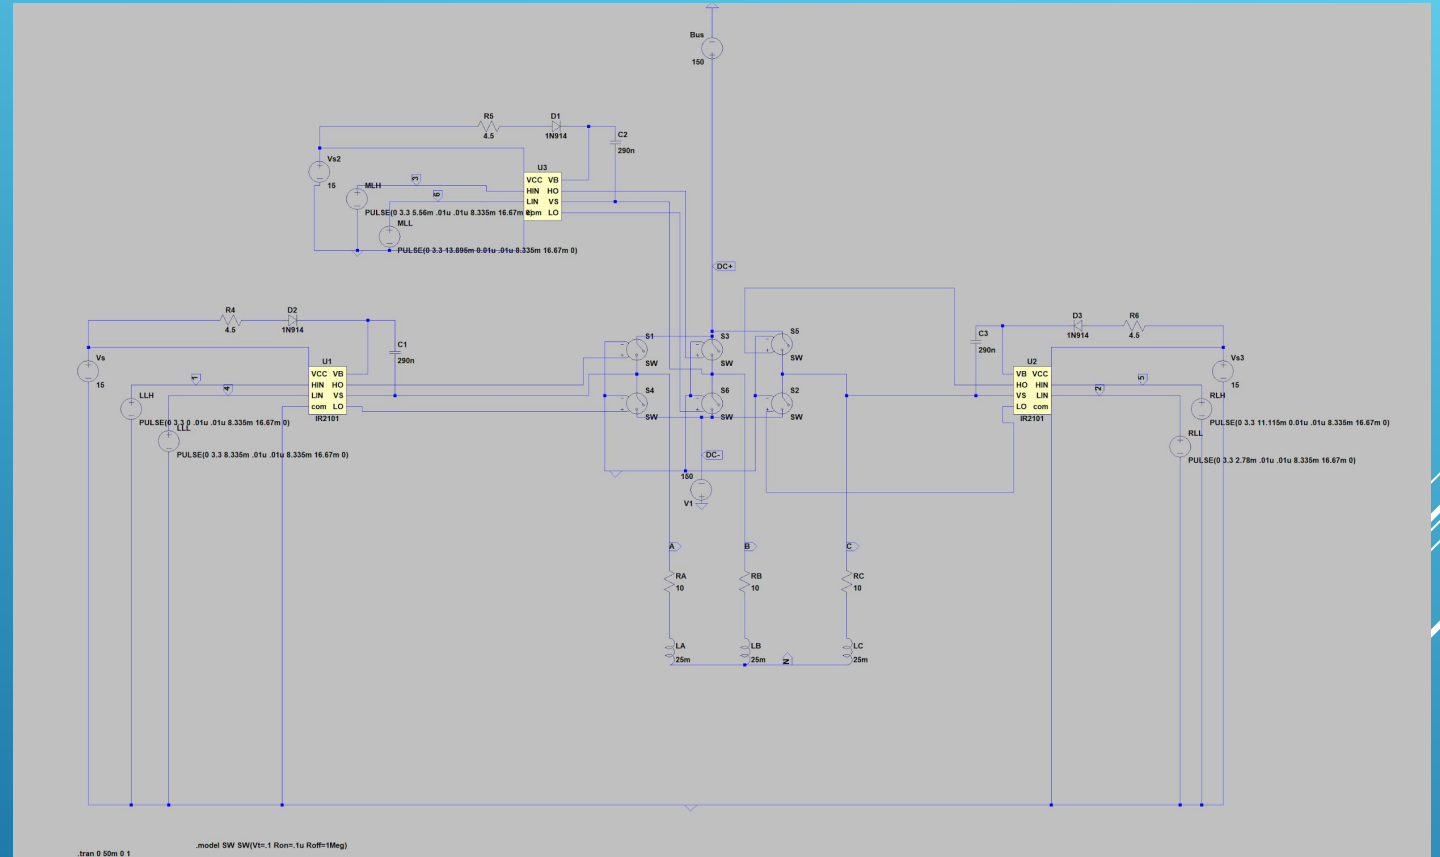 Bus
150
R5
4.5
D1
1N914
C2
290n
Vs2
15
U3
VCC VB
HIN HO
LIN VS
LO
3
6
MLH
PULSE(0 3.3 5.56m .01u .01u 8.335m 16.67m 0)
MLL
PULSE(0 3.3 13.895m 0.01u .01u 8.335m 16.67m 0)
DC+
R4
4.5
D2
1N914
C1
290n
Vs
15
U1
VCC VB
HIN HO
LIN VS
com LO
IR2101
1
4
LLH
PULSE(0 3.3 0 .01u .01u 8.335m 16.67m 0)
LLL
PULSE(0 3.3 8.335m .01u .01u 8.335m 16.67m 0)
S1
SW
S3
SW
S5
SW
S4
SW
S6
SW
S2
SW
DC-
150
V1
C3
290n
D3
1N914
R6
4.5
U2
VB VCC
HO HIN
VS LIN
LO com
IR2101
Vs3
15
5
2
RLH
PULSE(0 3.3 11.115m 0.01u .01u 8.335m 16.67m 0)
RLL
PULSE(0 3.3 2.78m .01u .01u 8.335m 16.67m 0)
A
B
C
RA
10
RB
10
RC
10
LA
25m
LB
25m
LC
25m
N
.model SW SW(Vt=.1 Ron=.1u Roff=1Meg)
.tran 0 50m 0 1